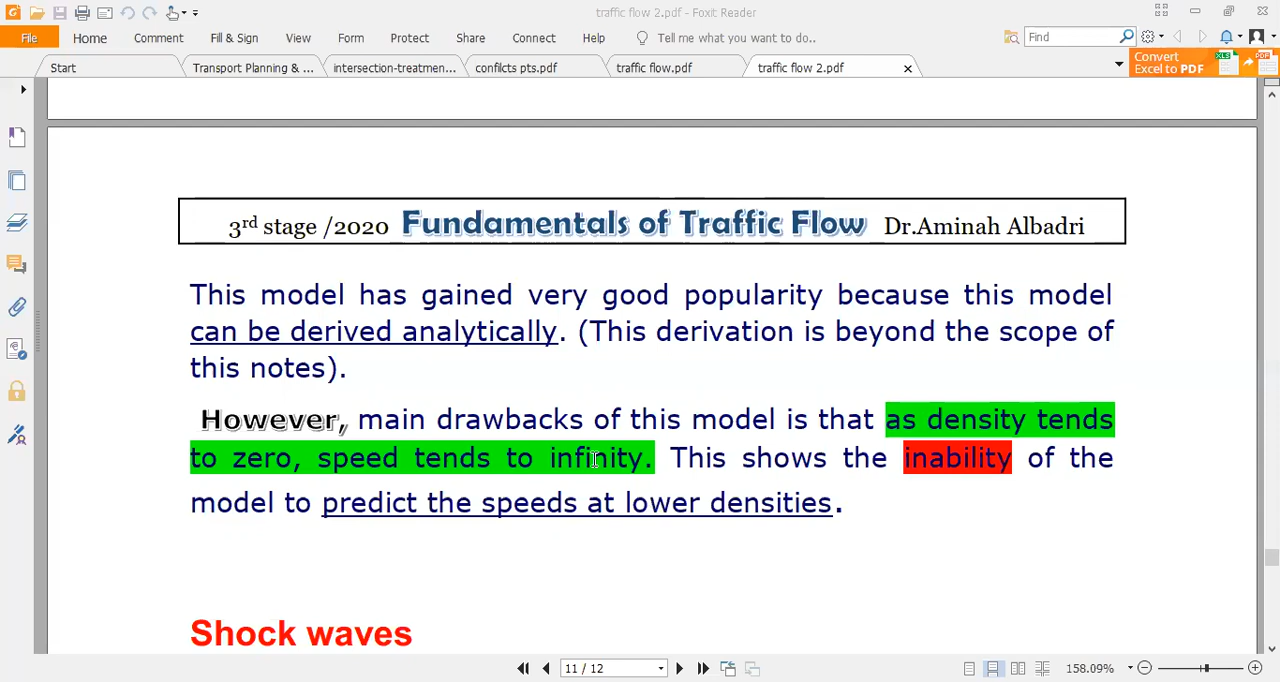 traffic flow 2.pdf - Foxit Reader
File Home Comment Fill & Sign View Form Protect Share Connect Help Tell me what you want to do.. Find
Start Transport Planning & ... intersection-treatmen... conflicts pts.pdf traffic flow.pdf traffic flow 2.pdf
Convert
Excel to PDF
3rd stage /2020 Fundamentals of Traffic Flow Dr.Aminah Albadri
This model has gained very good popularity because this model
can be derived analytically. (This derivation is beyond the scope of
this notes).
However, main drawbacks of this model is that as density tends
to zero, speed tends to infinity. This shows the inability of the
model to predict the speeds at lower densities.
Shock waves
11 / 12 158.09%